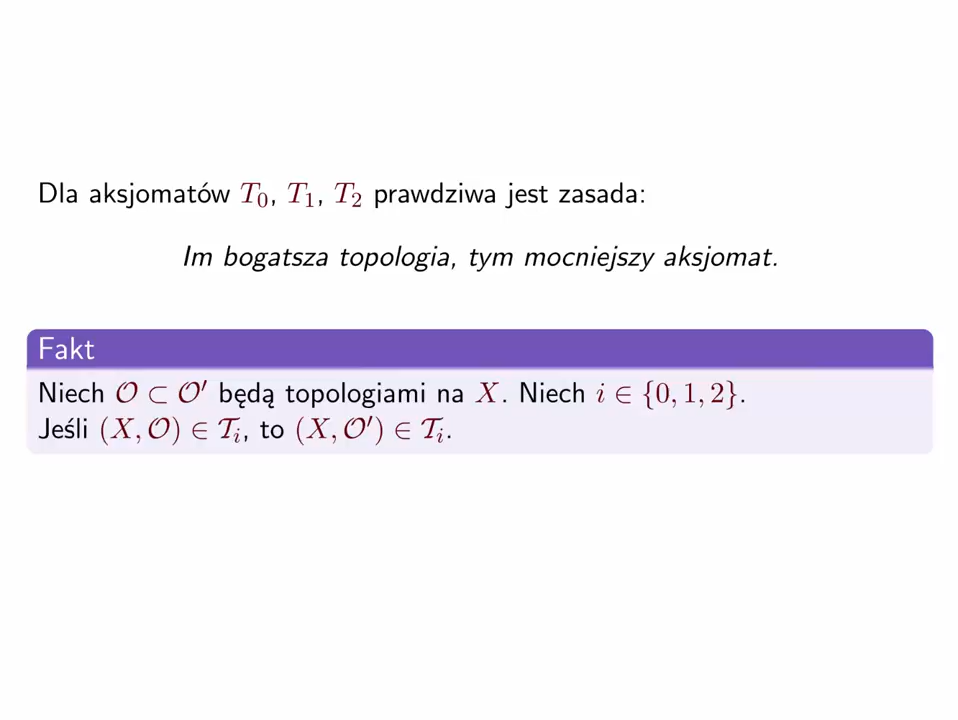 Dla aksjomatów T₀, T₁, T₂ prawdziwa jest zasada:
Im bogatsza topologia, tym mocniejszy aksjomat.
Fakt
Niech 𝒪 ⊂ 𝒪′ będą topologiami na X. Niech i ∈ {0, 1, 2}.
Jeśli (X, 𝒪) ∈ 𝒯ᵢ, to (X, 𝒪′) ∈ 𝒯ᵢ.